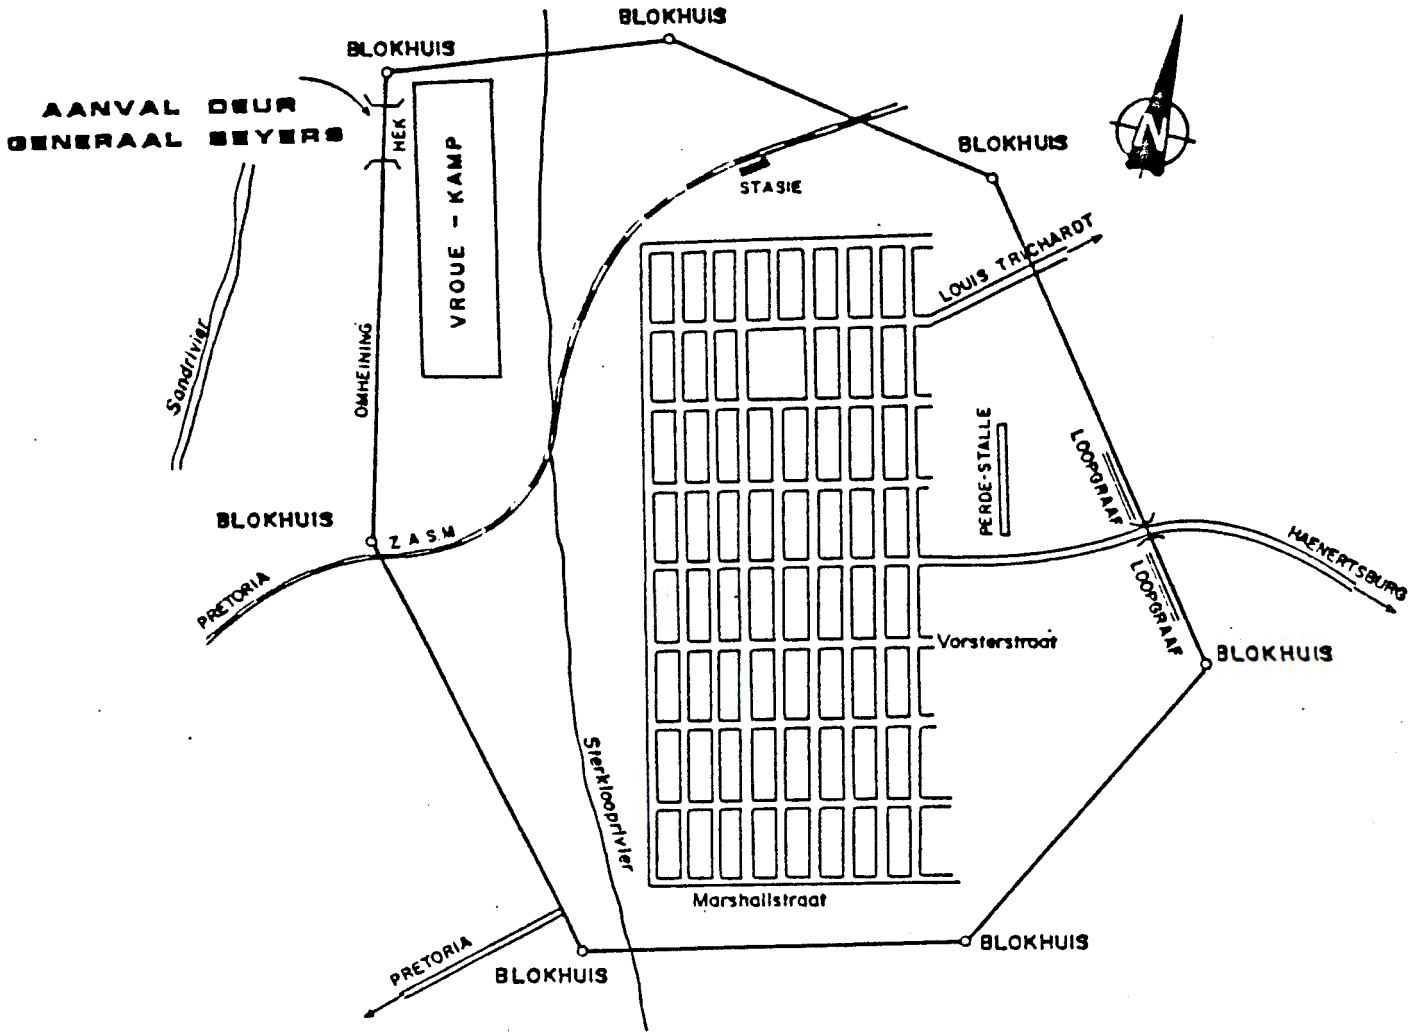 BLOKHUIS
BLOKHUIS
AANVAL DEUR
GENERAAL BEYERS
HEK
VROUE - KAMP
STASIE
BLOKHUIS
N
LOUIS TRICHARDT
Sandrivier
OMHEINING
PERDE-STALLE
LOOPGRAAF
BLOKHUIS
Z A S M
PRETORIA
HAENERTSBURG
LOOPGRAAF
Vorsterstraat
BLOKHUIS
Sterklooprivier
Marshallstraat
PRETORIA
BLOKHUIS
BLOKHUIS